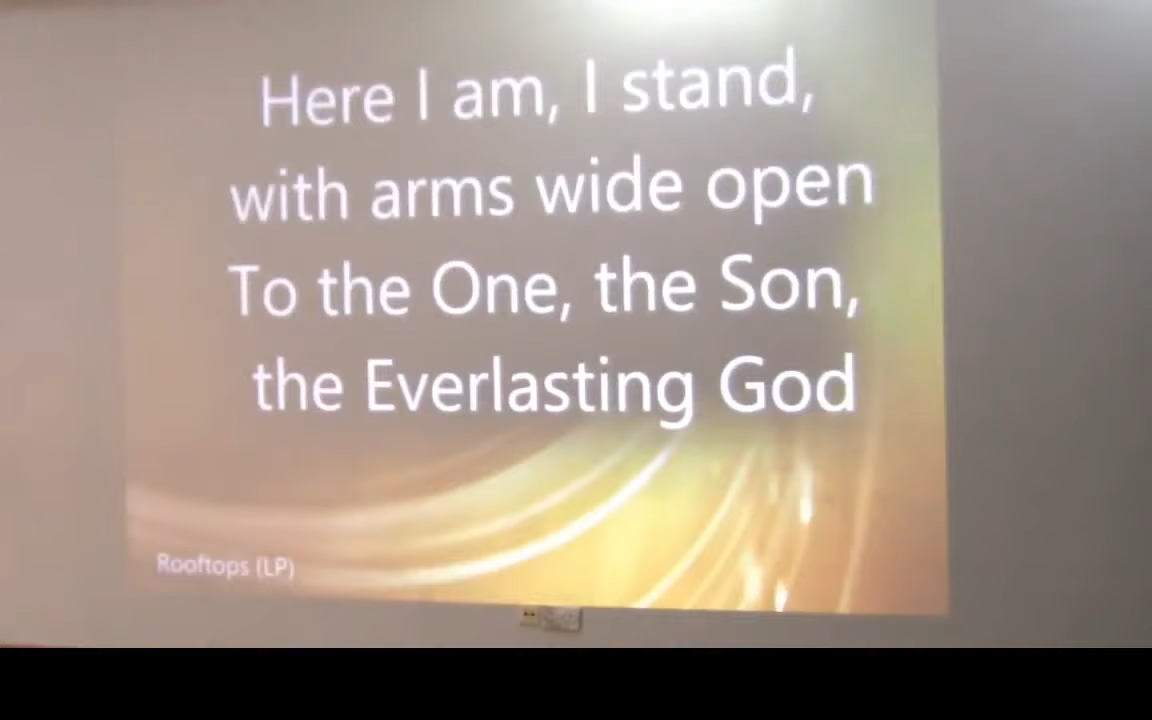 Here I am, I stand,
with arms wide open
To the One, the Son,
the Everlasting God
Rooftops (LP)